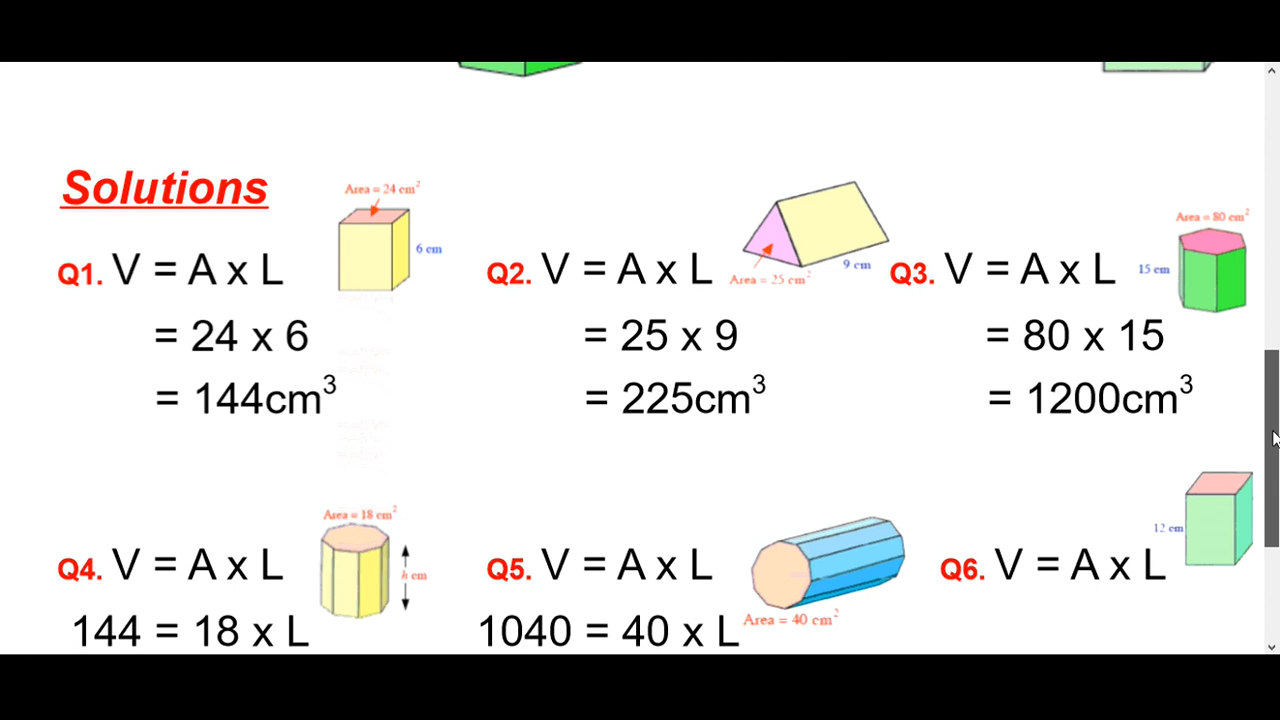 Solutions
Area = 24 cm²
6 cm
Q1. V = A x L
= 24 x 6
= 144cm³
Area = 25 cm²
9 cm
Q2. V = A x L
= 25 x 9
= 225cm³
Area = 80 cm²
15 cm
Q3. V = A x L
= 80 x 15
= 1200cm³
Area = 18 cm²
h cm
Q4. V = A x L
144 = 18 x L
Area = 40 cm²
Q5. V = A x L
1040 = 40 x L
12 cm
Q6. V = A x L